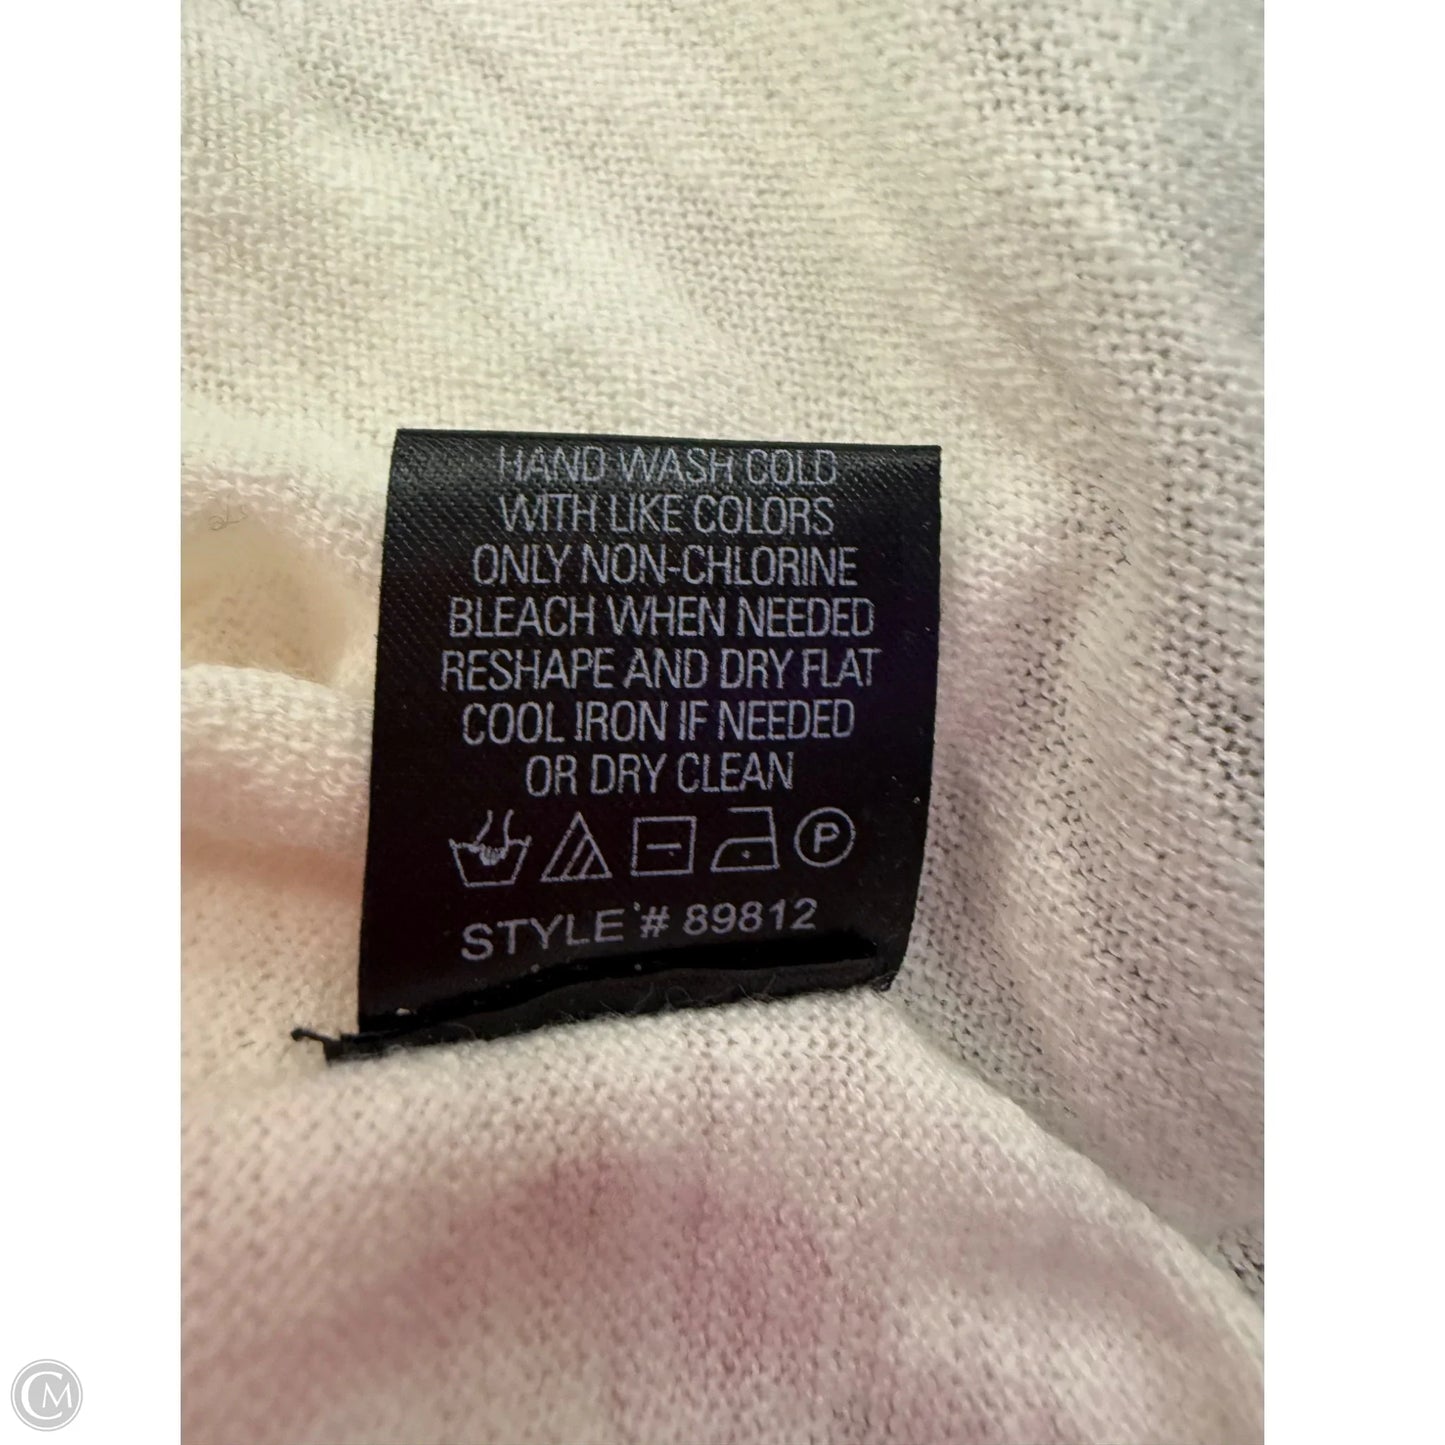 HAND WASH COLD
WITH LIKE COLORS
ONLY NON-CHLORINE
BLEACH WHEN NEEDED
RESHAPE AND DRY FLAT
COOL IRON IF NEEDED
OR DRY CLEAN
P
STYLE # 89812
CM